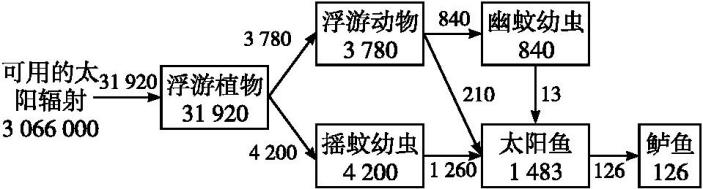 可用的太
阳辐射
3 066 000
31 920
浮游植物
31 920
3 780
浮游动物
3 780
840
幽蚊幼虫
840
4 200
摇蚊幼虫
4 200
210
13
1 260
太阳鱼
1 483
126
鲈鱼
126